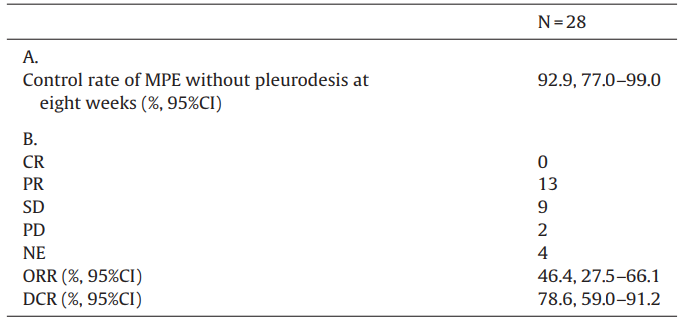 N = 28
A.
Control rate of MPE without pleurodesis at 92.9, 77.0–99.0
eight weeks (%, 95%CI)
B.
CR 0
PR 13
SD 9
PD 2
NE 4
ORR (%, 95%CI) 46.4, 27.5–66.1
DCR (%, 95%CI) 78.6, 59.0–91.2